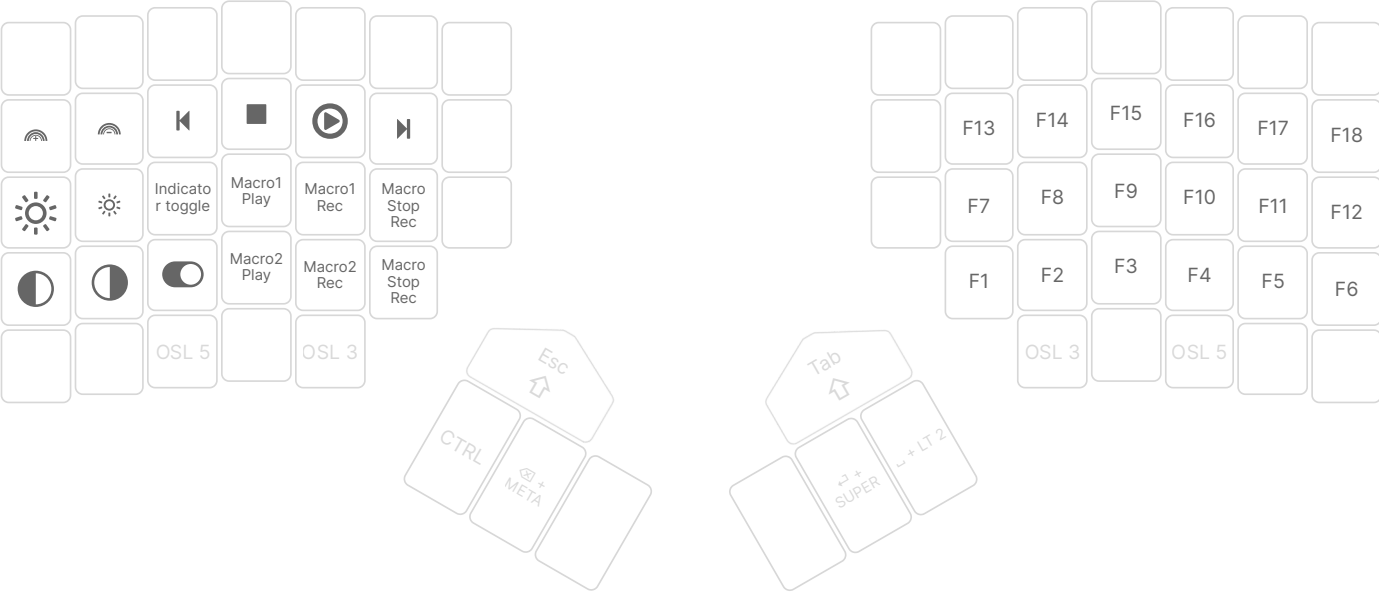 F13
F14
F15
F16
F17
F18
Indicato
r toggle
Macro1
Play
Macro1
Rec
Macro
Stop
Rec
F7
F8
F9
F10
F11
F12
Macro2
Play
Macro2
Rec
Macro
Stop
Rec
F1
F2
F3
F4
F5
F6
OSL 5
OSL 3
OSL 3
OSL 5
Esc
Tab
CTRL
⌫ +
META
⏎ +
SUPER
⎵ + LT 2